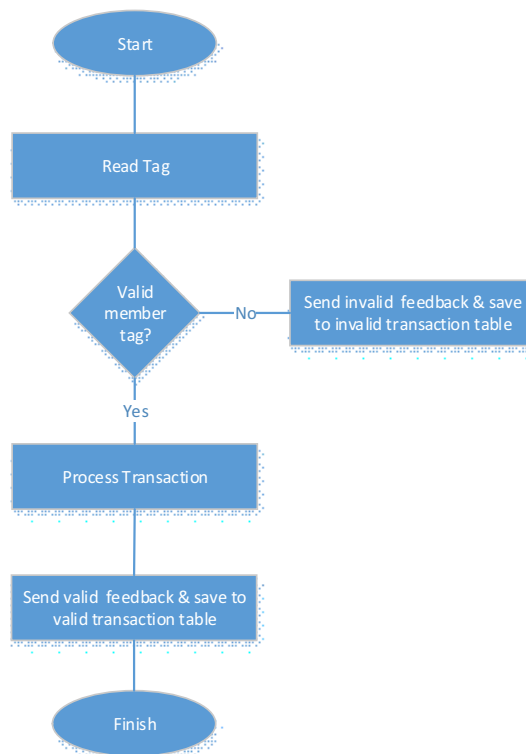 Start
Read Tag
Valid
member
tag?
No
Send invalid feedback & save
to invalid transaction table
Yes
Process Transaction
Send valid feedback & save to
valid transaction table
Finish